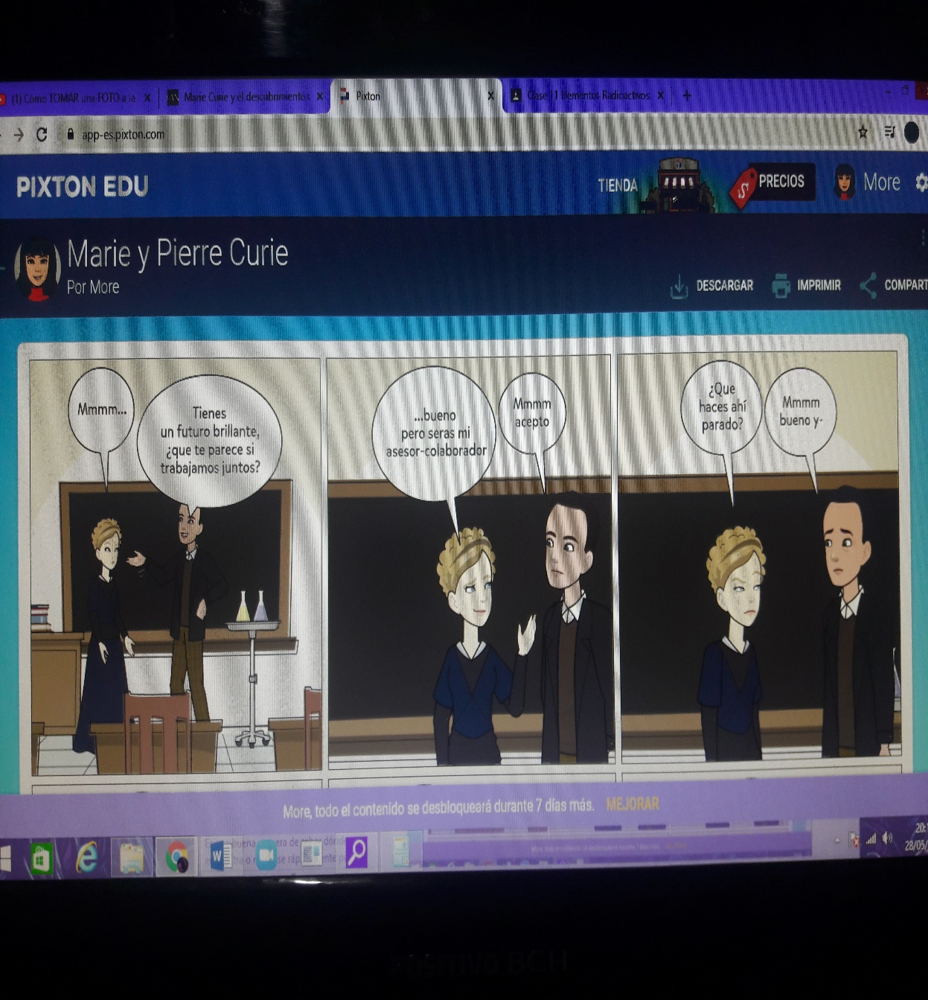 (1) Cómo TOMAR una FOTO a la
Marie Curie y el descubrimiento
Pixton
Clase 11 Elementos Radioactivos
app-es.pixton.com
PIXTON EDU
TIENDA
PRECIOS
More
Marie y Pierre Curie
Por More
DESCARGAR
IMPRIMIR
COMPART
Mmmm...
Tienes
un futuro brillante,
¿que te parece si
trabajamos juntos?
...bueno
pero seras mi
asesor-colaborador
Mmmm
acepto
¿Que
haces ahí
parado?
Mmmm
bueno y-
More, todo el contenido se desbloqueará durante 7 días más. MEJORAR
20:
28/05/
POSITIVO BGH